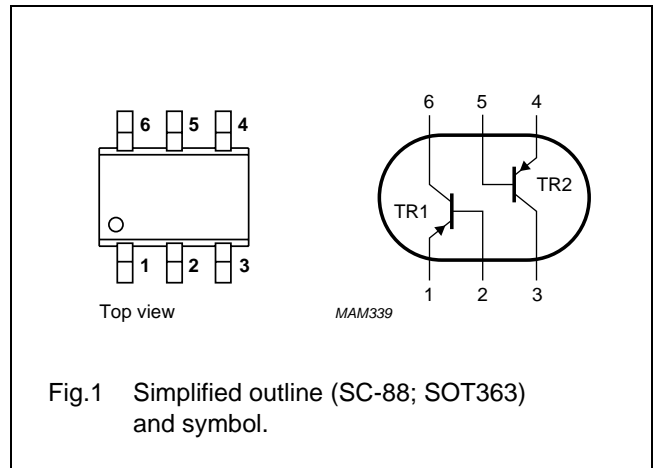 6 5 4
1 2 3
Top view
6 5 4
TR1
TR2
1 2 3
MAM339
Fig.1 Simplified outline (SC-88; SOT363)
and symbol.